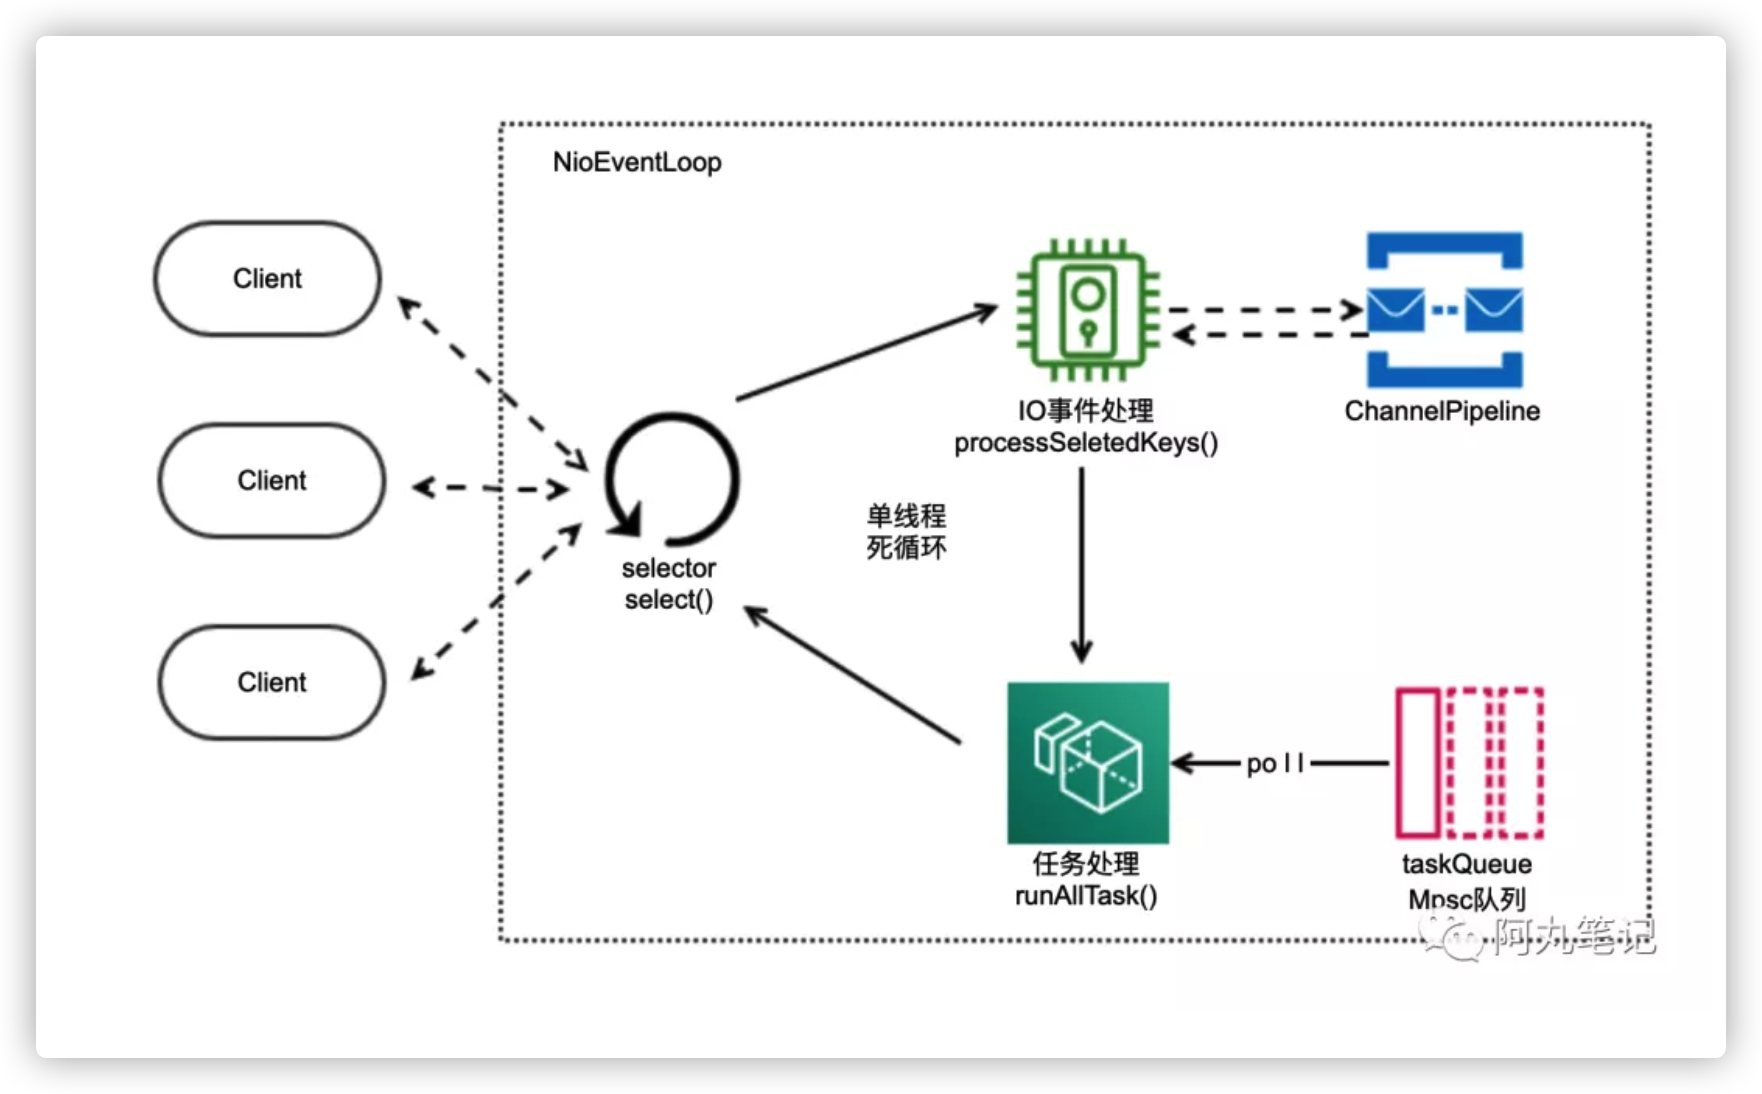 NioEventLoop
Client
Client
Client
selector
select()
IO事件处理
processSeletedKeys()
ChannelPipeline
单线程
死循环
任务处理
runAllTask()
poll
taskQueue
Mpsc队列
阿丸笔记